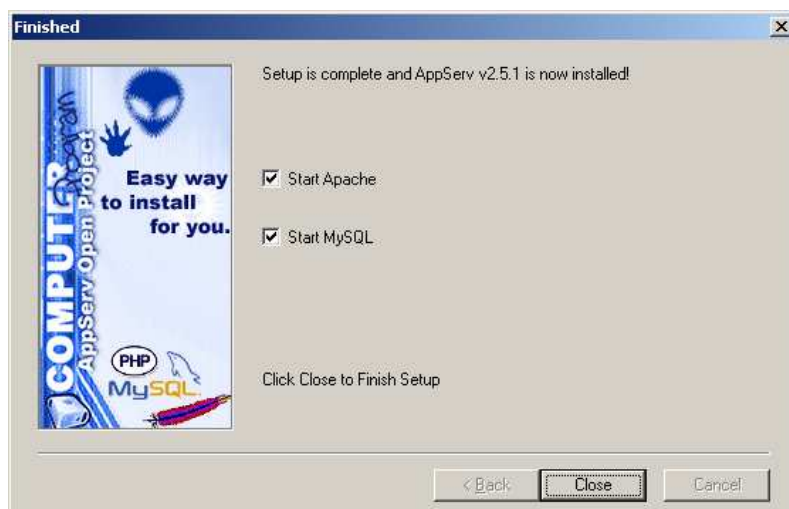 Finished
Setup is complete and AppServ v2.5.1 is now installed!
COMPUTER
Program
AppServ Open Project
Easy way
to install
for you.
Start Apache
Start MySQL
PHP
MySQL
Click Close to Finish Setup
< Back
Close
Cancel